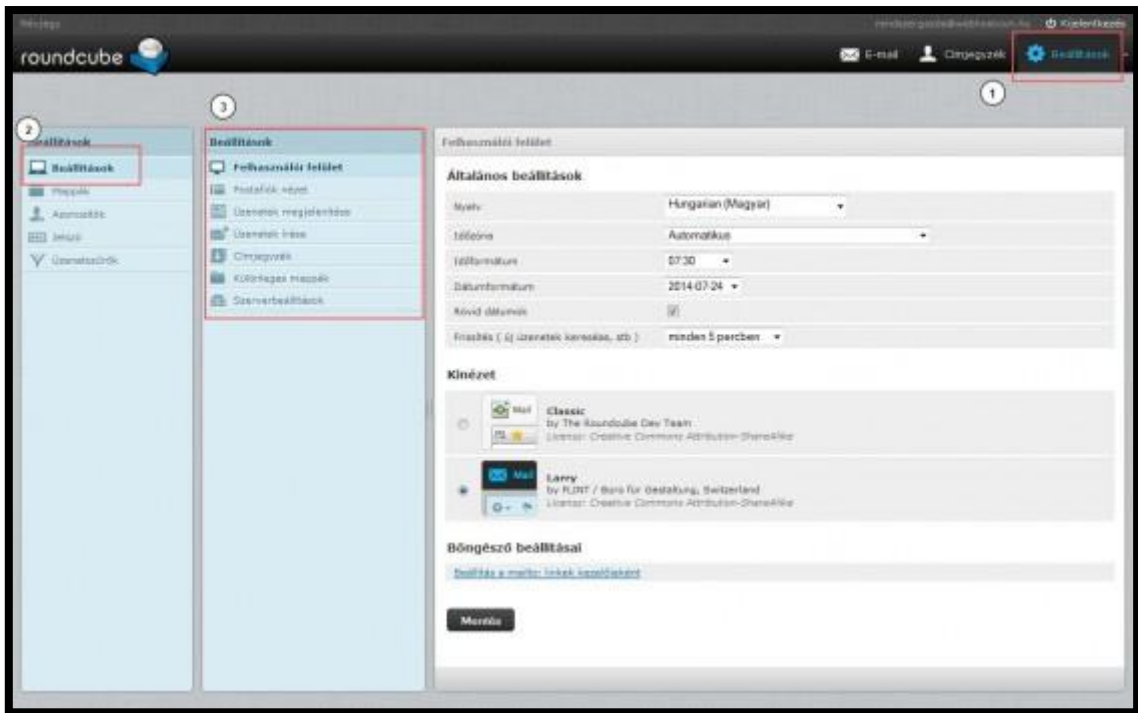 Névjegy
Kijelentkezés
roundcube
E-mail
Címjegyzék
Beállítások
1
2
3
Beállítások
Beállítások
Mappák
Azonosítók
Jelszó
Üzenetszűrők
Beállítások
Felhasználói felület
Postafiók nézet
Üzenetek megjelenítése
Üzenetek írása
Címjegyzék
Különleges mappák
Szerverbeállítások
Felhasználói felület
Általános beállítások
Nyelv
Hungarian (Magyar)
Időzóna
Automatikus
Időformátum
07:30
Dátumformátum
2014-07-24
Rövid dátumok
Frissítés ( új üzenetek keresése, stb )
minden 5 percben
Kinézet
Mail
Classic
by The Roundcube Dev Team
License: Creative Commons Attribution-ShareAlike
Mail
Larry
by FLINT / Büro für Gestaltung, Switzerland
License: Creative Commons Attribution-ShareAlike
Böngésző beállításai
Beállítás a mailto: linkek kezelőjeként
Mentés